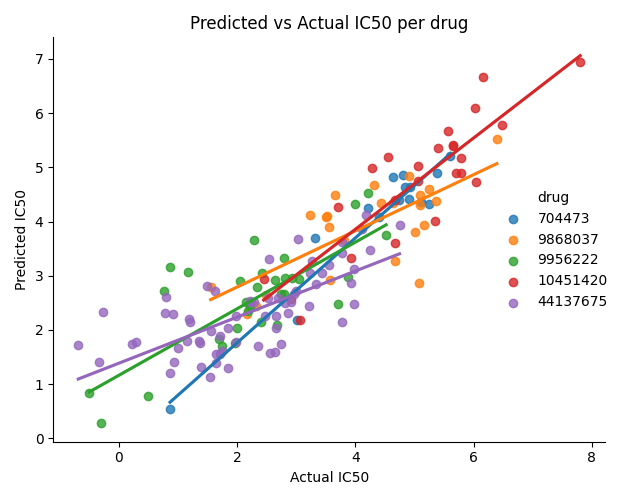 Predicted vs Actual IC50 per drug
Predicted IC50
7
6
5
4
3
2
1
0
0 2 4 6 8
Actual IC50
drug
704473
9868037
9956222
10451420
44137675